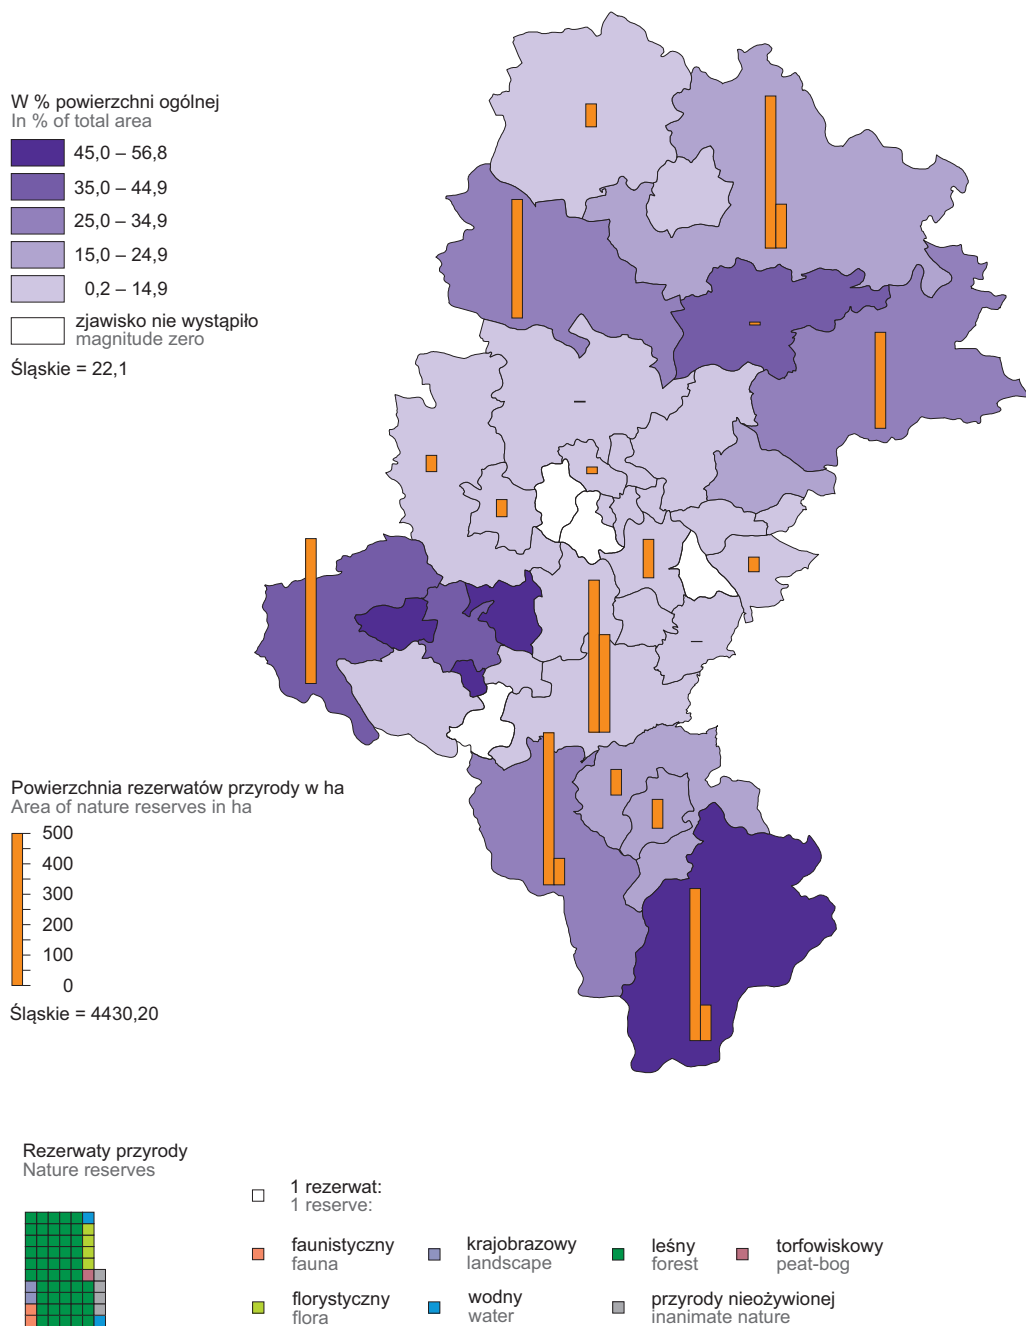 W % powierzchni ogólnej
In % of total area
45,0 – 56,8
35,0 – 44,9
25,0 – 34,9
15,0 – 24,9
0,2 – 14,9
zjawisko nie wystąpiło
magnitude zero
Śląskie = 22,1
Powierzchnia rezerwatów przyrody w ha
Area of nature reserves in ha
500
400
300
200
100
0
Śląskie = 4430,20
Rezerwaty przyrody
Nature reserves
1 rezerwat:
1 reserve:
faunistyczny
fauna
krajobrazowy
landscape
leśny
forest
torfowiskowy
peat-bog
florystyczny
flora
wodny
water
przyrody nieożywionej
inanimate nature